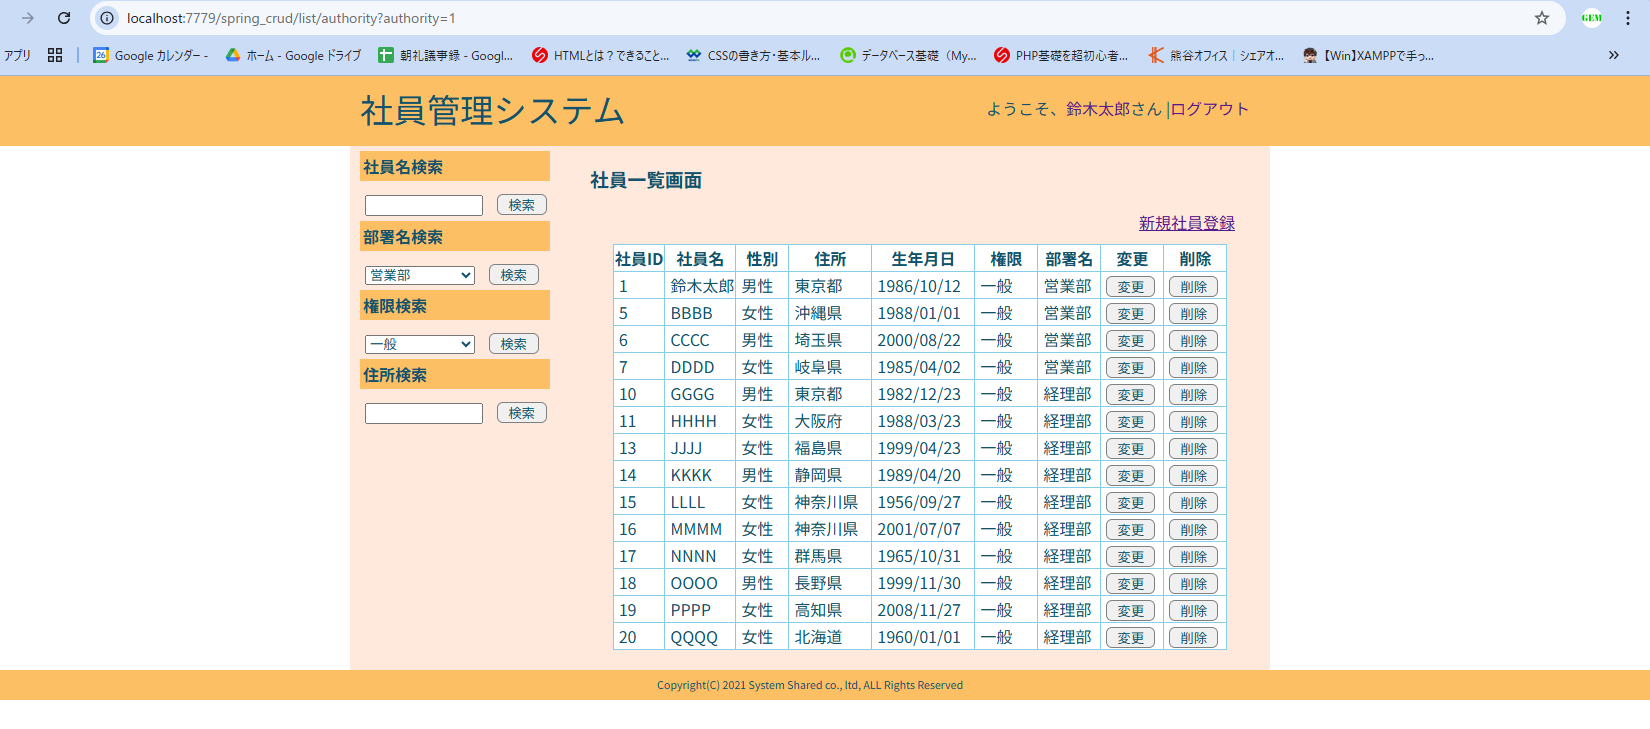 localhost:7779/spring_crud/list/authority?authority=1
GEM
アプリ Google カレンダー - ホーム - Google ドライブ 朝礼議事録 - Googl... HTMLとは？できること... CSSの書き方・基本ル... データベース基礎（My... PHP基礎を超初心者... 熊谷オフィス｜シェアオ... 【Win】XAMPPで手っ... »
社員管理システム
ようこそ、鈴木太郎さん |ログアウト
社員名検索
検索
部署名検索
営業部 検索
権限検索
一般 検索
住所検索
検索
社員一覧画面
新規社員登録
社員ID 社員名 性別 住所 生年月日 権限 部署名 変更 削除
1 鈴木太郎 男性 東京都 1986/10/12 一般 営業部 変更 削除
5 BBBB 女性 沖縄県 1988/01/01 一般 営業部 変更 削除
6 CCCC 男性 埼玉県 2000/08/22 一般 営業部 変更 削除
7 DDDD 女性 岐阜県 1985/04/02 一般 営業部 変更 削除
10 GGGG 男性 東京都 1982/12/23 一般 経理部 変更 削除
11 HHHH 女性 大阪府 1988/03/23 一般 経理部 変更 削除
13 JJJJ 女性 福島県 1999/04/23 一般 経理部 変更 削除
14 KKKK 男性 静岡県 1989/04/20 一般 経理部 変更 削除
15 LLLL 女性 神奈川県 1956/09/27 一般 経理部 変更 削除
16 MMMM 女性 神奈川県 2001/07/07 一般 経理部 変更 削除
17 NNNN 女性 群馬県 1965/10/31 一般 経理部 変更 削除
18 OOOO 男性 長野県 1999/11/30 一般 経理部 変更 削除
19 PPPP 女性 高知県 2008/11/27 一般 経理部 変更 削除
20 QQQQ 女性 北海道 1960/01/01 一般 経理部 変更 削除
Copyright(C) 2021 System Shared co., ltd, ALL Rights Reserved